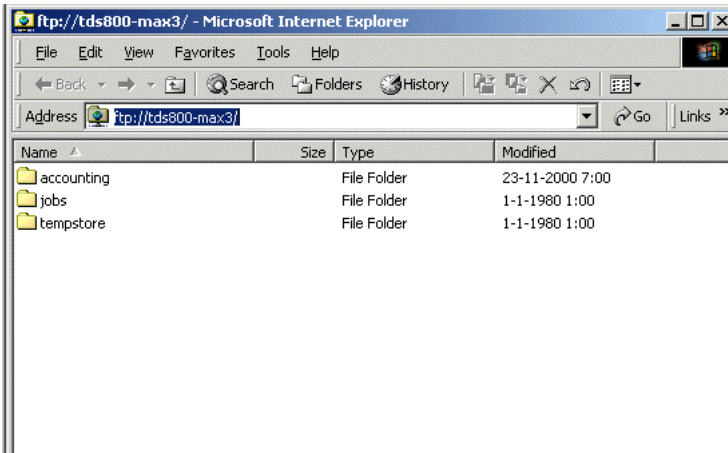 ftp://tds800-max3/ - Microsoft Internet Explorer
File Edit View Favorites Tools Help
Back Search Folders History
Address ftp://tds800-max3/ Go Links »
Name Size Type Modified
accounting File Folder 23-11-2000 7:00
jobs File Folder 1-1-1980 1:00
tempstore File Folder 1-1-1980 1:00